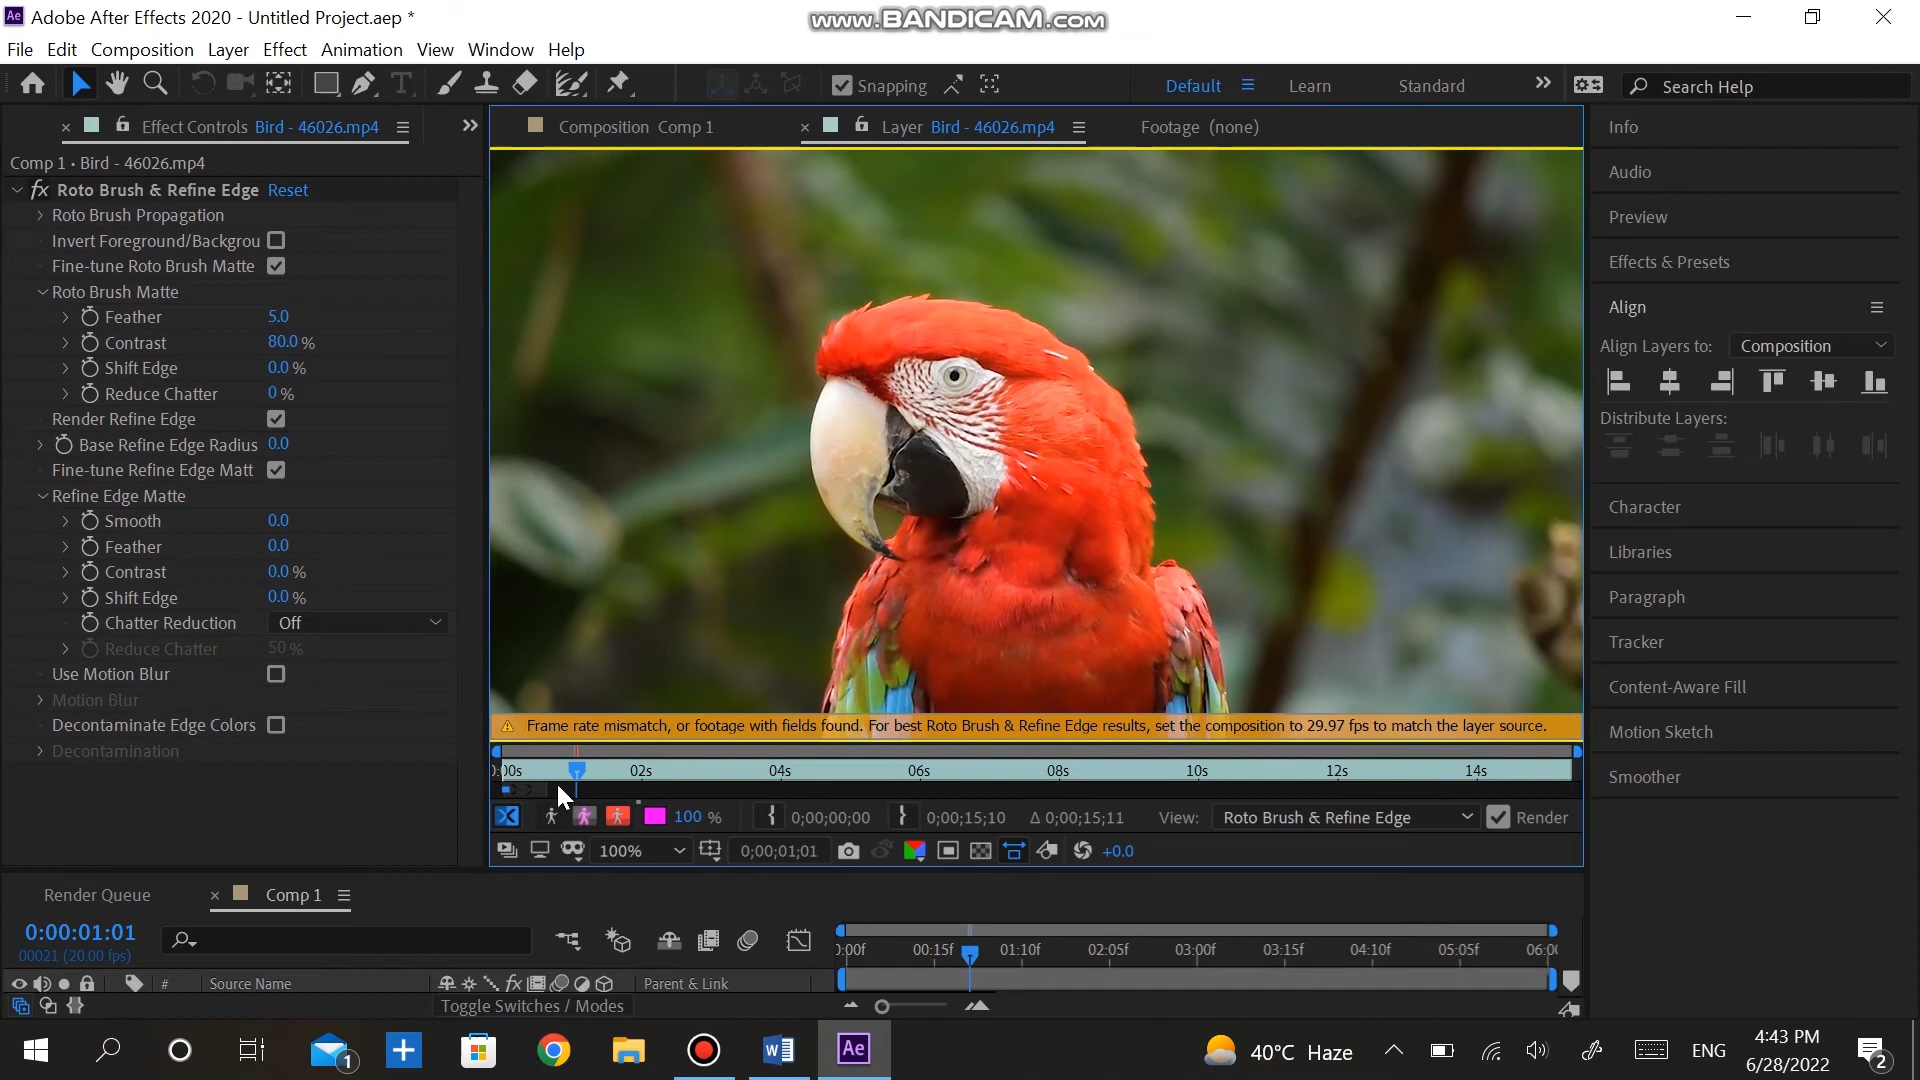 Ae Adobe After Effects 2020 - Untitled Project.aep *
www.BANDICAM.com
File Edit Composition Layer Effect Animation View Window Help
Snapping Default Learn Standard Search Help
Effect Controls Bird - 46026.mp4
Composition Comp 1
Layer Bird - 46026.mp4
Footage (none)
Comp 1 • Bird - 46026.mp4
fx Roto Brush & Refine Edge Reset
Roto Brush Propagation
Invert Foreground/Backgrou
Fine-tune Roto Brush Matte
Roto Brush Matte
Feather 5.0
Contrast 80.0 %
Shift Edge 0.0 %
Reduce Chatter 0 %
Render Refine Edge
Base Refine Edge Radius 0.0
Fine-tune Refine Edge Matt
Refine Edge Matte
Smooth 0.0
Feather 0.0
Contrast 0.0 %
Shift Edge 0.0 %
Chatter Reduction Off
Reduce Chatter 50 %
Use Motion Blur
Motion Blur
Decontaminate Edge Colors
Decontamination
Frame rate mismatch, or footage with fields found. For best Roto Brush & Refine Edge results, set the composition to 29.97 fps to match the layer source.
):00s 02s 04s 06s 08s 10s 12s 14s
100 % 0;00;00;00 0;00;15;10 Δ 0;00;15;11 View: Roto Brush & Refine Edge Render
100% 0;00;01;01 +0.0
Info
Audio
Preview
Effects & Presets
Align
Align Layers to: Composition
Distribute Layers:
Character
Libraries
Paragraph
Tracker
Content-Aware Fill
Motion Sketch
Smoother
Render Queue Comp 1
0:00:01:01
00021 (20.00 fps)
):00f 00:15f 01:10f 02:05f 03:00f 03:15f 04:10f 05:05f 06:0(
# Source Name fx Parent & Link
Toggle Switches / Modes
1 Ae 40°C Haze ENG
4:43 PM
6/28/2022
2